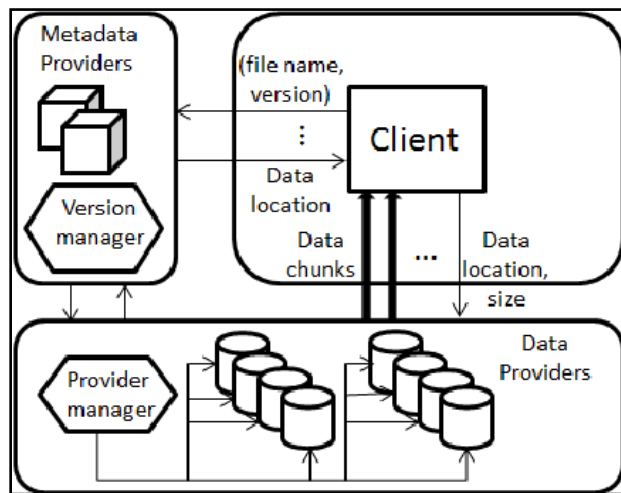 Metadata
Providers
Version
manager
(file name,
version)
...
Client
Data
location
Data
chunks
...
Data
location,
size
Provider
manager
Data
Providers